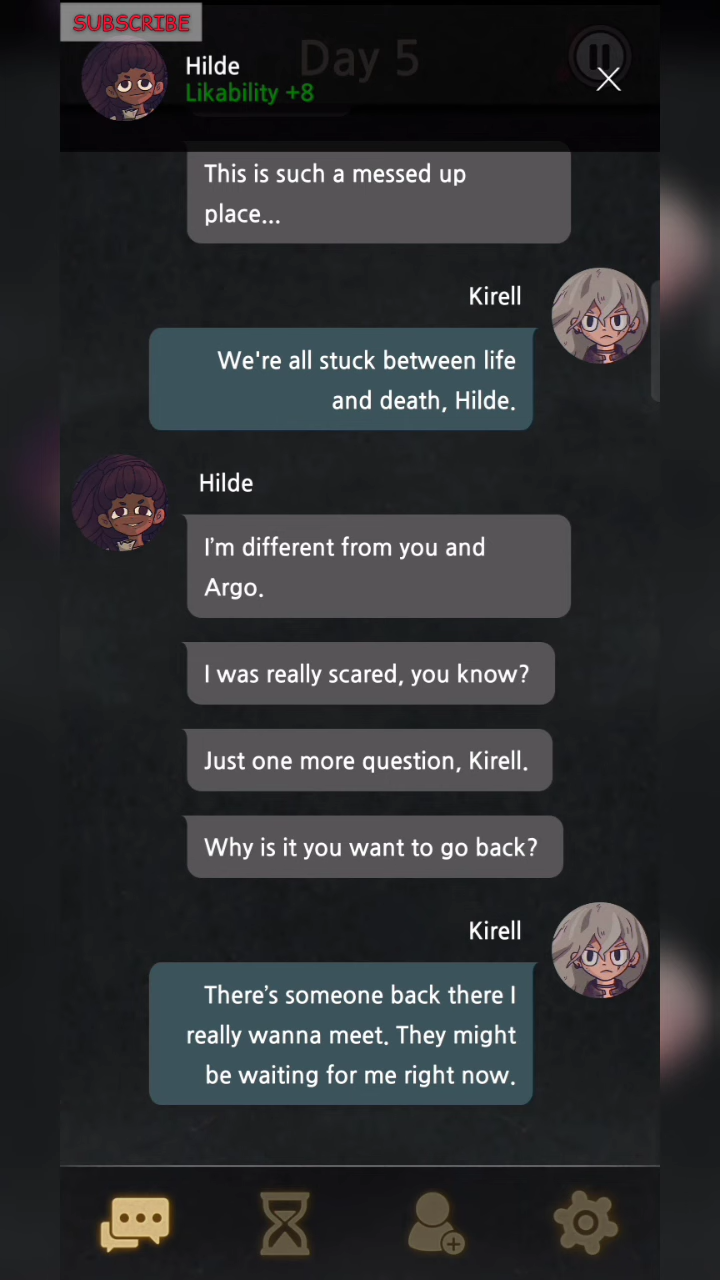 SUBSCRIBE
Day 5
Hilde
Likability +8
This is such a messed up
place...
Kirell
We're all stuck between life
and death, Hilde.
Hilde
I'm different from you and
Argo.
I was really scared, you know?
Just one more question, Kirell.
Why is it you want to go back?
Kirell
There's someone back there I
really wanna meet. They might
be waiting for me right now.